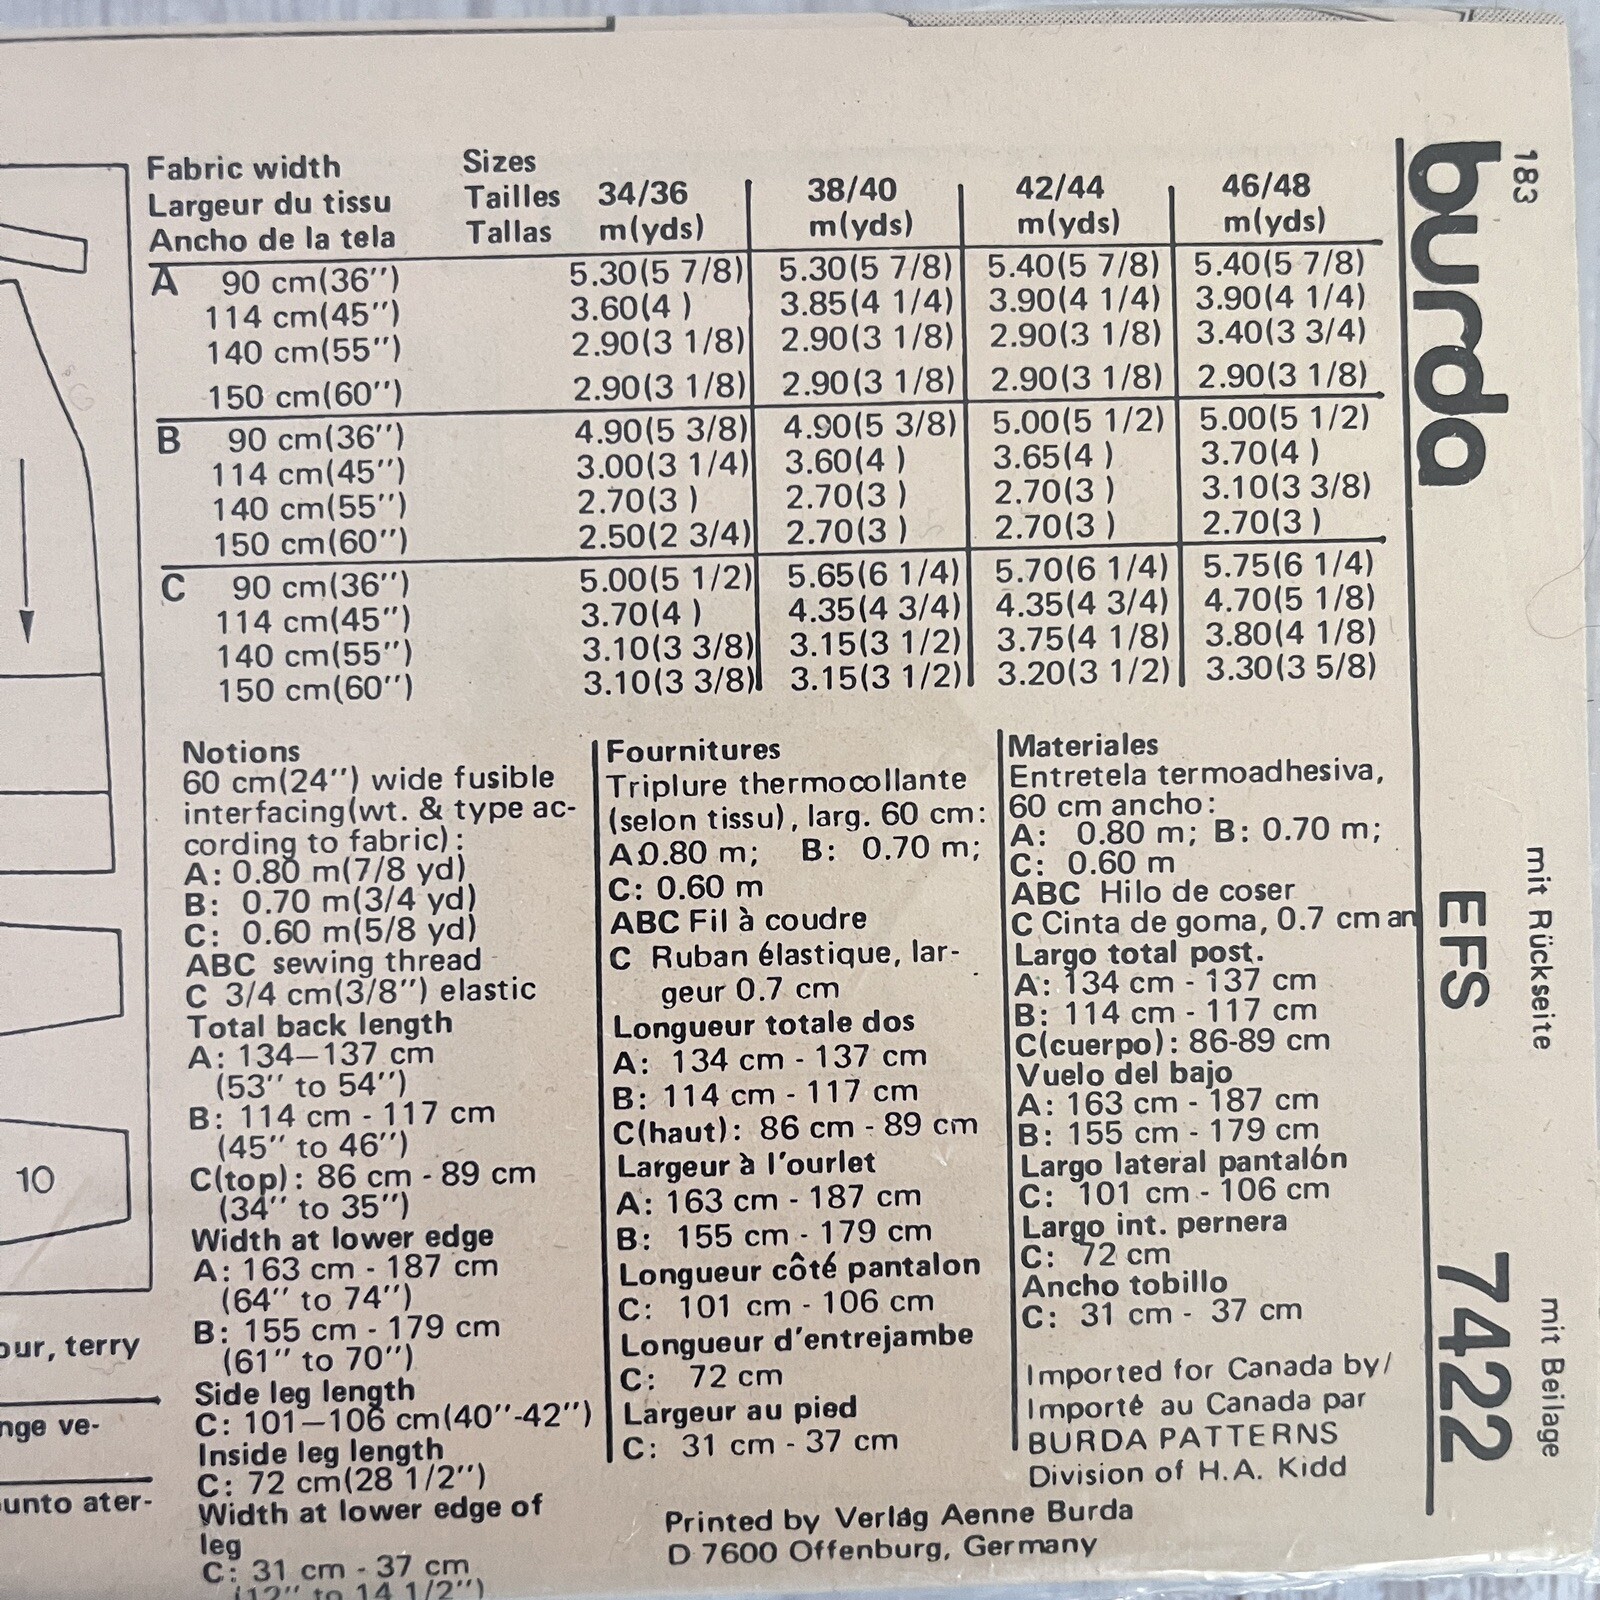 Fabric width Sizes
Largeur du tissu Tailles 34/36 38/40 42/44 46/48
Ancho de la tela Tallas m(yds) m(yds) m(yds) m(yds)
A 90 cm(36'') 5.30(5 7/8) 5.30(5 7/8) 5.40(5 7/8) 5.40(5 7/8)
114 cm(45'') 3.60(4 ) 3.85(4 1/4) 3.90(4 1/4) 3.90(4 1/4)
140 cm(55'') 2.90(3 1/8) 2.90(3 1/8) 2.90(3 1/8) 3.40(3 3/4)
150 cm(60'') 2.90(3 1/8) 2.90(3 1/8) 2.90(3 1/8) 2.90(3 1/8)
B 90 cm(36'') 4.90(5 3/8) 4.90(5 3/8) 5.00(5 1/2) 5.00(5 1/2)
114 cm(45'') 3.00(3 1/4) 3.60(4 ) 3.65(4 ) 3.70(4 )
140 cm(55'') 2.70(3 ) 2.70(3 ) 2.70(3 ) 3.10(3 3/8)
150 cm(60'') 2.50(2 3/4) 2.70(3 ) 2.70(3 ) 2.70(3 )
C 90 cm(36'') 5.00(5 1/2) 5.65(6 1/4) 5.70(6 1/4) 5.75(6 1/4)
114 cm(45'') 3.70(4 ) 4.35(4 3/4) 4.35(4 3/4) 4.70(5 1/8)
140 cm(55'') 3.10(3 3/8) 3.15(3 1/2) 3.75(4 1/8) 3.80(4 1/8)
150 cm(60'') 3.10(3 3/8) 3.15(3 1/2) 3.20(3 1/2) 3.30(3 5/8)
Notions
60 cm(24'') wide fusible
interfacing(wt. & type ac-
cording to fabric):
A: 0.80 m(7/8 yd)
B: 0.70 m(3/4 yd)
C: 0.60 m(5/8 yd)
ABC sewing thread
C 3/4 cm(3/8'') elastic
Total back length
A: 134—137 cm
(53'' to 54'')
B: 114 cm - 117 cm
(45'' to 46'')
C(top): 86 cm - 89 cm
(34'' to 35'')
Width at lower edge
A: 163 cm - 187 cm
(64'' to 74'')
B: 155 cm - 179 cm
(61'' to 70'')
Side leg length
C: 101—106 cm(40''-42'')
Inside leg length
C: 72 cm(28 1/2'')
Width at lower edge of
leg
C: 31 cm - 37 cm
(12'' to 14 1/2'')
Fournitures
Triplure thermocollante
(selon tissu), larg. 60 cm:
A:0.80 m; B: 0.70 m;
C: 0.60 m
ABC Fil à coudre
C Ruban élastique, lar-
geur 0.7 cm
Longueur totale dos
A: 134 cm - 137 cm
B: 114 cm - 117 cm
C(haut): 86 cm - 89 cm
Largeur à l'ourlet
A: 163 cm - 187 cm
B: 155 cm - 179 cm
Longueur côté pantalon
C: 101 cm - 106 cm
Longueur d'entrejambe
C: 72 cm
Largeur au pied
C: 31 cm - 37 cm
Materiales
Entretela termoadhesiva,
60 cm ancho:
A: 0.80 m; B: 0.70 m;
C: 0.60 m
ABC Hilo de coser
C Cinta de goma, 0.7 cm an
Largo total post.
A: 134 cm - 137 cm
B: 114 cm - 117 cm
C(cuerpo): 86-89 cm
Vuelo del bajo
A: 163 cm - 187 cm
B: 155 cm - 179 cm
Largo lateral pantalón
C: 101 cm - 106 cm
Largo int. pernera
C: 72 cm
Ancho tobillo
C: 31 cm - 37 cm
Imported for Canada by/
Importé au Canada par
BURDA PATTERNS
Division of H.A. Kidd
Printed by Verlag Aenne Burda
D 7600 Offenburg, Germany
burda EFS 7422
183 mit Rückseite mit Beilage
10
our, terry
nge ve-
unto ater-